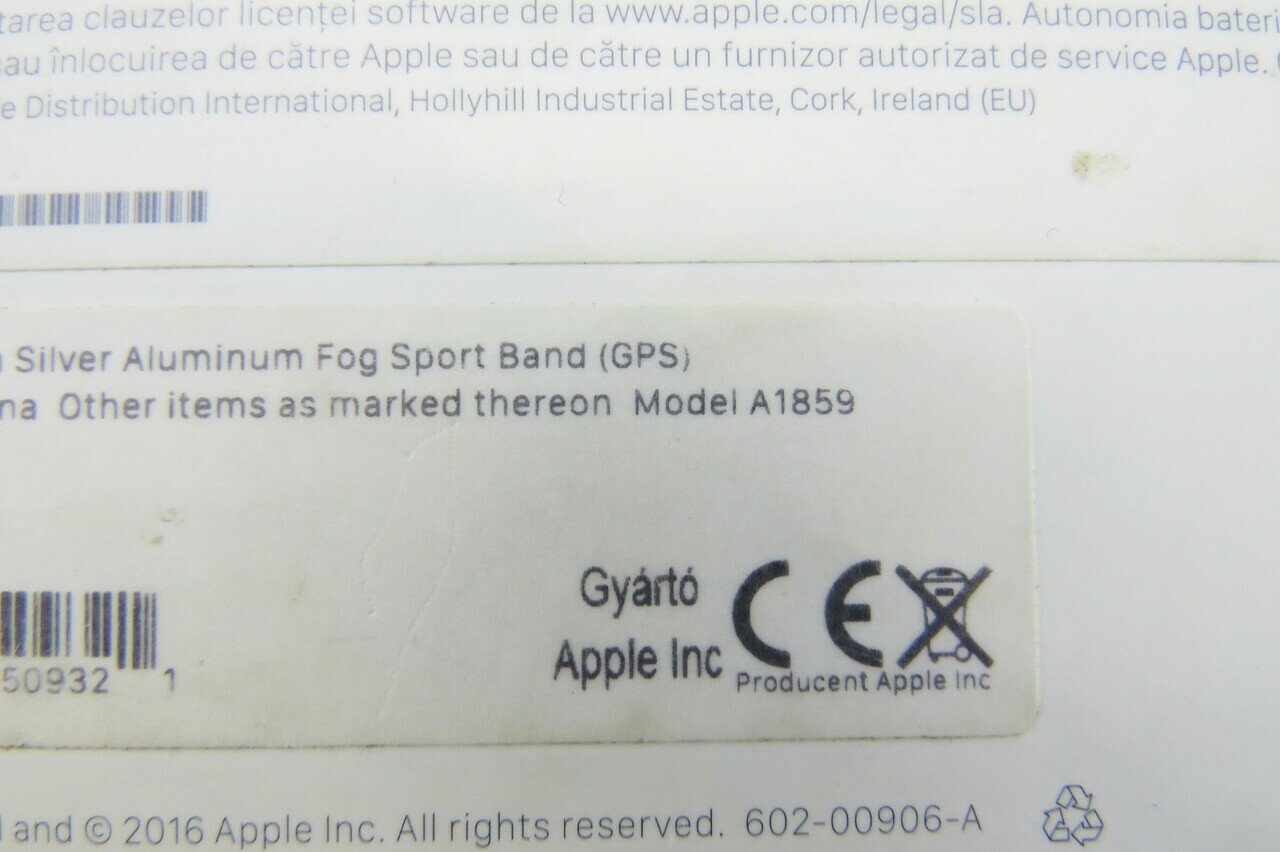 tarea clauzelor licenței software de la www.apple.com/legal/sla. Autonomia bateri
sau înlocuirea de către Apple sau de către un furnizor autorizat de service Apple.
e Distribution International, Hollyhill Industrial Estate, Cork, Ireland (EU)
Silver Aluminum Fog Sport Band (GPS)
na Other items as marked thereon Model A1859
50932 1
Gyártó
Apple Inc
CE
Producent Apple Inc
and © 2016 Apple Inc. All rights reserved. 602-00906-A